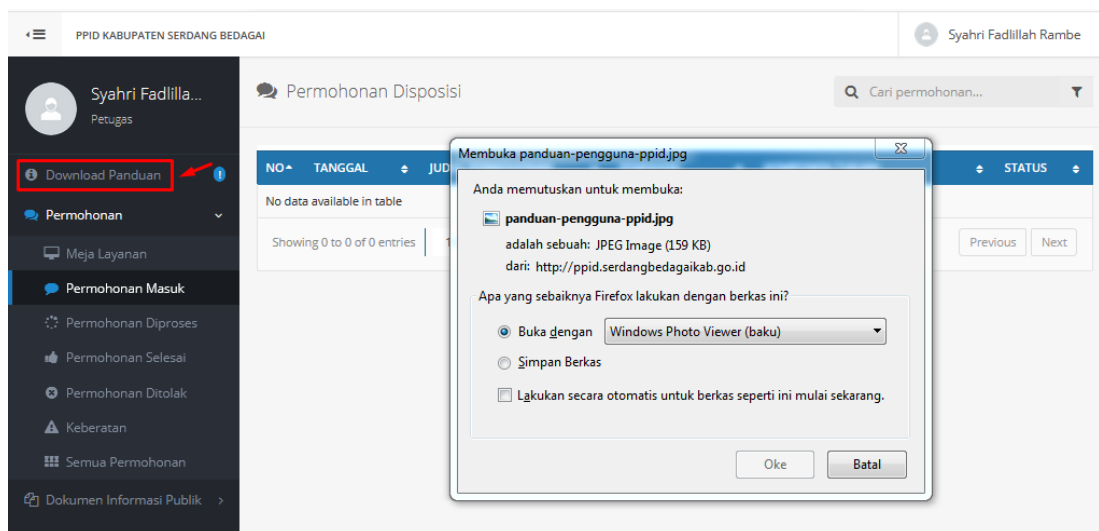 PPID KABUPATEN SERDANG BEDAGAI
Syahri Fadlillah Rambe
Syahri Fadlilla...
Petugas
Download Panduan
Permohonan
Meja Layanan
Permohonan Masuk
Permohonan Diproses
Permohonan Selesai
Permohonan Ditolak
Keberatan
Semua Permohonan
Dokumen Informasi Publik
Permohonan Disposisi
Cari permohonan...
NO TANGGAL JUD STATUS
No data available in table
Showing 0 to 0 of 0 entries
Previous Next
Membuka panduan-pengguna-ppid.jpg
Anda memutuskan untuk membuka:
panduan-pengguna-ppid.jpg
adalah sebuah: JPEG Image (159 KB)
dari: http://ppid.serdangbedagaikab.go.id
Apa yang sebaiknya Firefox lakukan dengan berkas ini?
Buka dengan Windows Photo Viewer (baku)
Simpan Berkas
Lakukan secara otomatis untuk berkas seperti ini mulai sekarang.
Oke Batal